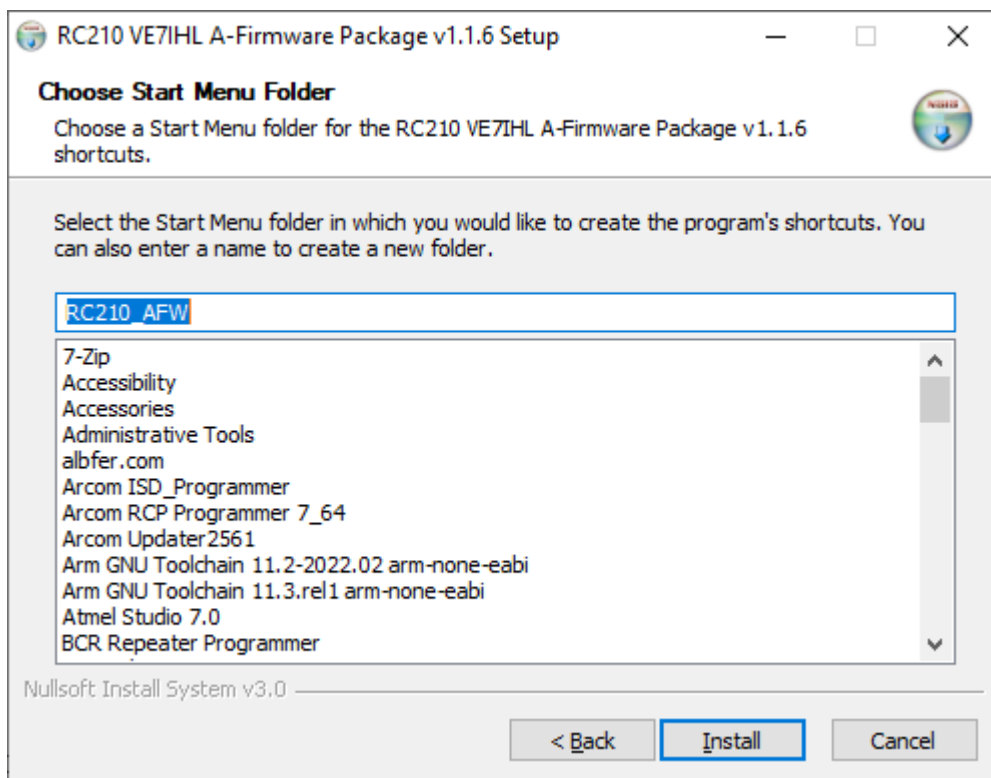 RC210 VE7IHL A-Firmware Package v1.1.6 Setup
Choose Start Menu Folder
Choose a Start Menu folder for the RC210 VE7IHL A-Firmware Package v1.1.6
shortcuts.
NSIS
Select the Start Menu folder in which you would like to create the program's shortcuts. You
can also enter a name to create a new folder.
RC210_AFW
7-Zip
Accessibility
Accessories
Administrative Tools
albfer.com
Arcom ISD_Programmer
Arcom RCP Programmer 7_64
Arcom Updater2561
Arm GNU Toolchain 11.2-2022.02 arm-none-eabi
Arm GNU Toolchain 11.3.rel1 arm-none-eabi
Atmel Studio 7.0
BCR Repeater Programmer
Nullsoft Install System v3.0
< Back
Install
Cancel